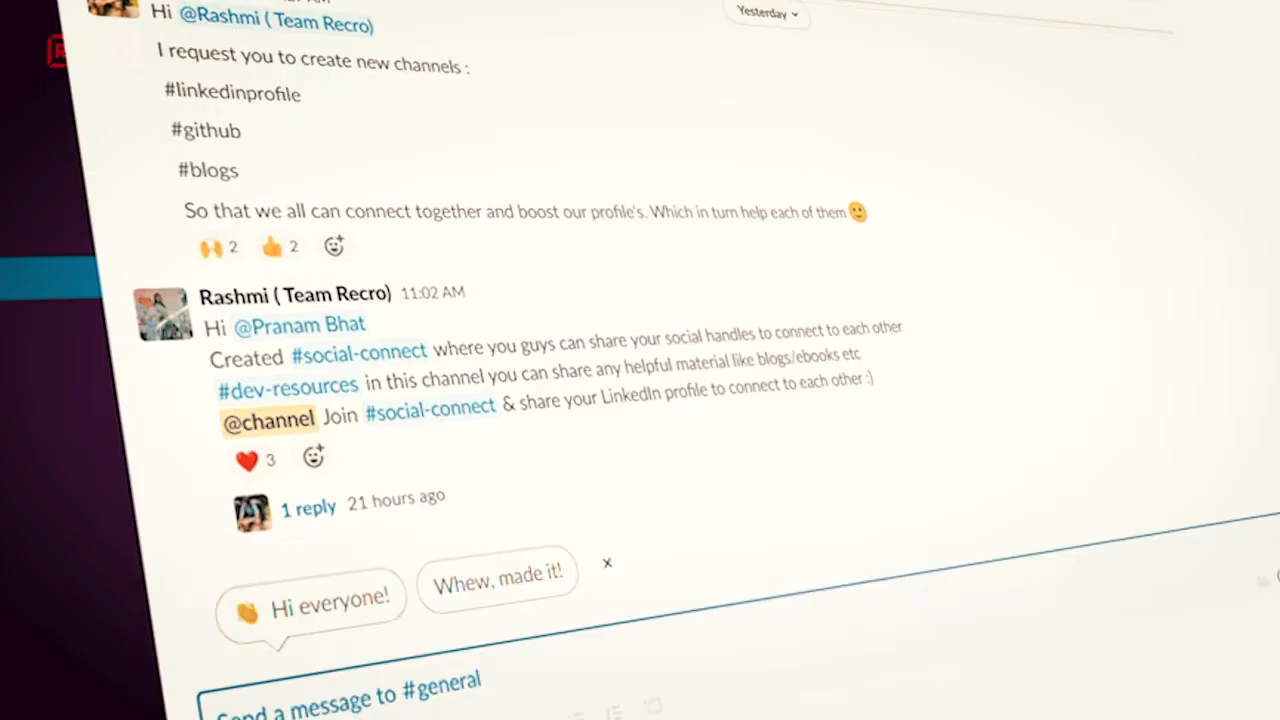 Yesterday
Hi @Rashmi ( Team Recro)
I request you to create new channels :
#linkedinprofile
#github
#blogs
So that we all can connect together and boost our profile's. Which in turn help each of them
2 2
Rashmi ( Team Recro) 11:02 AM
Hi @Pranam Bhat
Created #social-connect where you guys can share your social handles to connect to each other
#dev-resources in this channel you can share any helpful material like blogs/ebooks etc
@channel Join #social-connect & share your LinkedIn profile to connect to each other :)
3
1 reply 21 hours ago
Hi everyone! Whew, made it! x
Send a message to #general